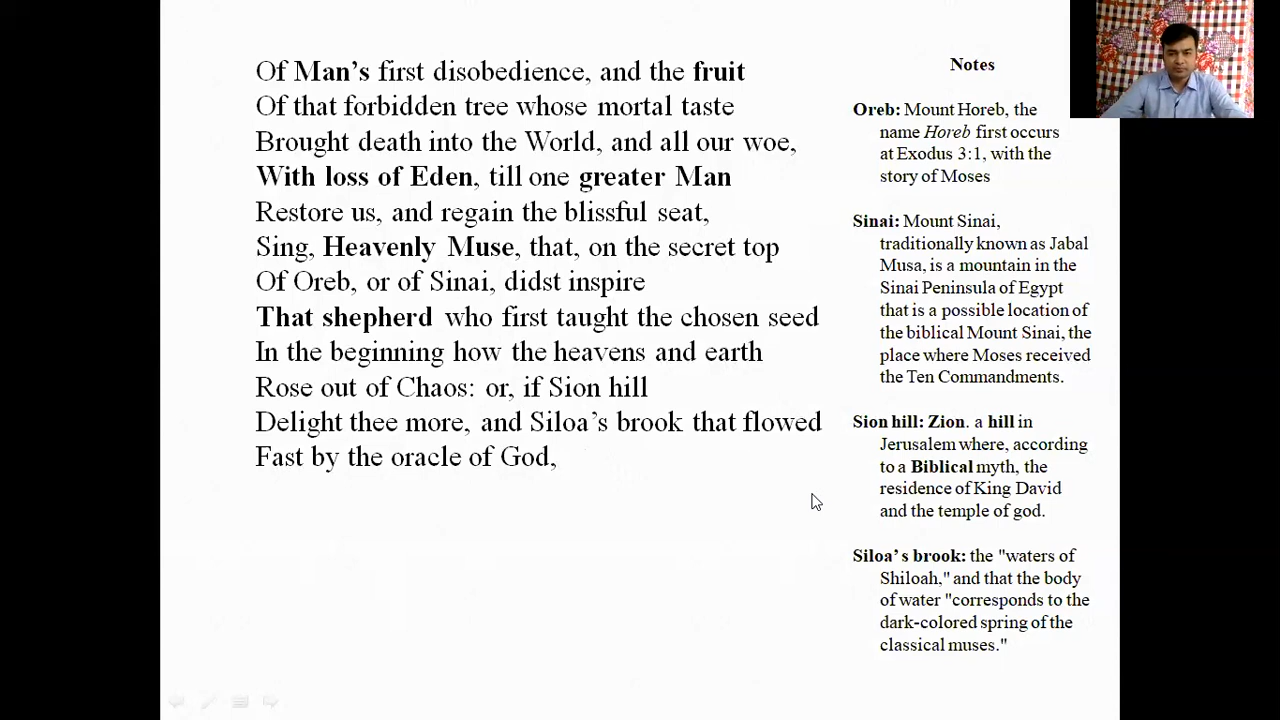 Of Man’s first disobedience, and the fruit
Of that forbidden tree whose mortal taste
Brought death into the World, and all our woe,
With loss of Eden, till one greater Man
Restore us, and regain the blissful seat,
Sing, Heavenly Muse, that, on the secret top
Of Oreb, or of Sinai, didst inspire
That shepherd who first taught the chosen seed
In the beginning how the heavens and earth
Rose out of Chaos: or, if Sion hill
Delight thee more, and Siloa’s brook that flowed
Fast by the oracle of God,
Notes
Oreb: Mount Horeb, the
name Horeb first occurs
at Exodus 3:1, with the
story of Moses
Sinai: Mount Sinai,
traditionally known as Jabal
Musa, is a mountain in the
Sinai Peninsula of Egypt
that is a possible location of
the biblical Mount Sinai, the
place where Moses received
the Ten Commandments.
Sion hill: Zion. a hill in
Jerusalem where, according
to a Biblical myth, the
residence of King David
and the temple of god.
Siloa’s brook: the "waters of
Shiloah," and that the body
of water "corresponds to the
dark-colored spring of the
classical muses."